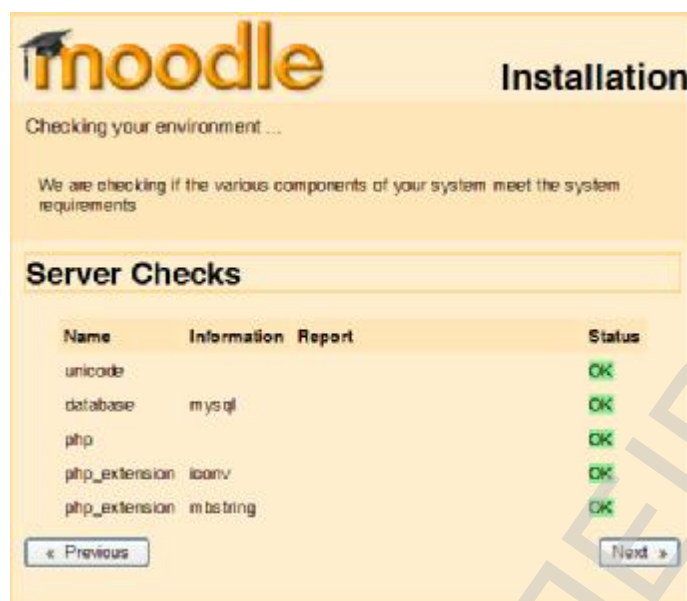 moodle
Installation
Checking your environment ...
We are checking if the various components of your system meet the system
requirements
Server Checks
Name Information Report Status
unicode OK
database mysql OK
php OK
php_extension iconv OK
php_extension mbstring OK
« Previous Next »